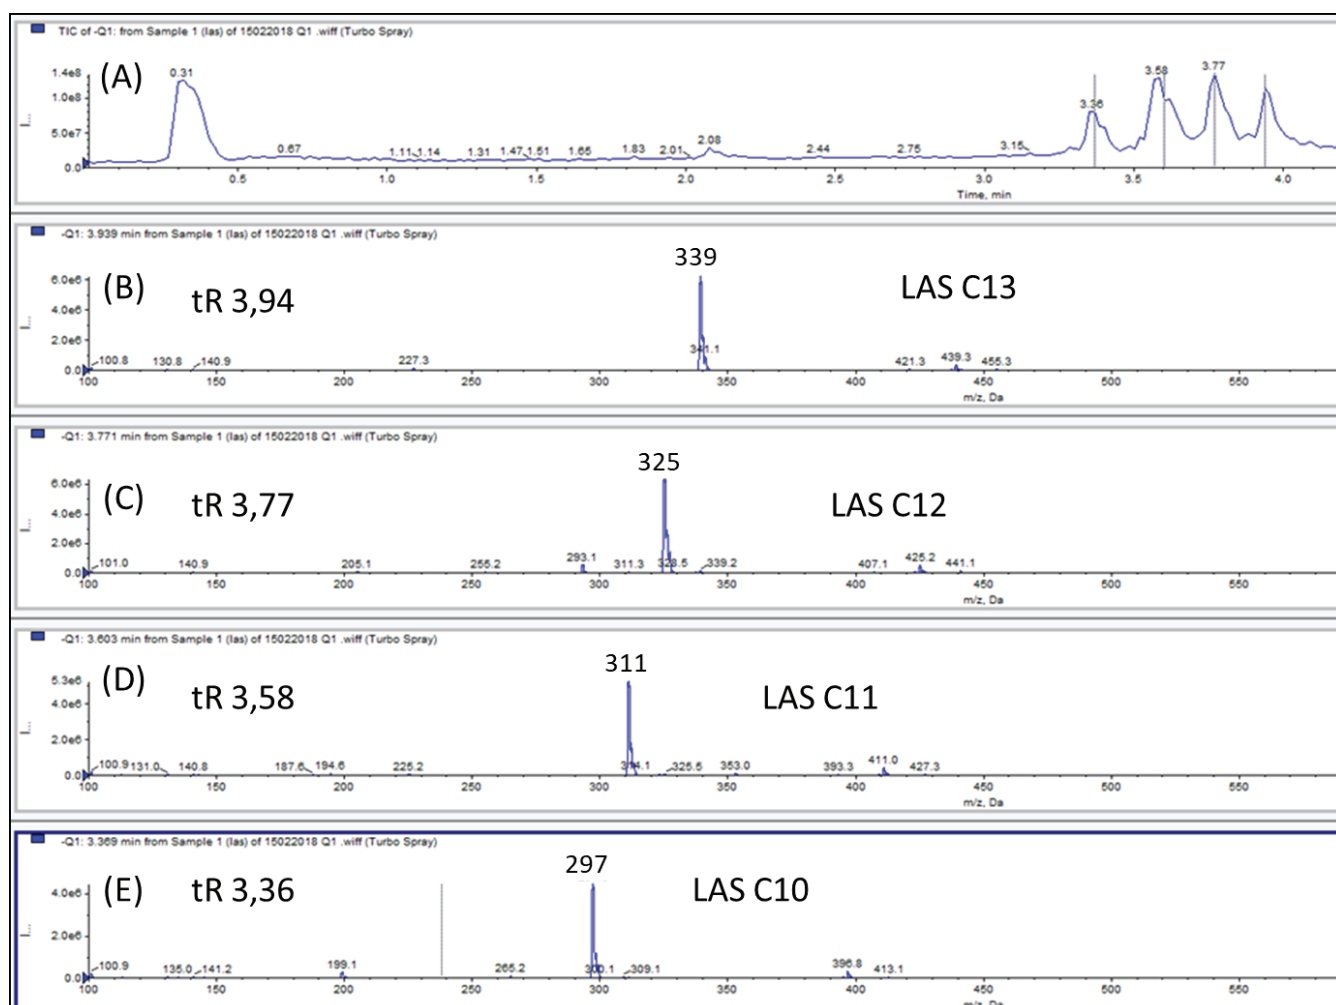 TIC of -Q1: from Sample 1 (las) of 15022018 Q1 .wiff (Turbo Spray)
(A)
1.4e8
1.0e8
5.0e7
0.0
0.31 0.67 1.11 1.14 1.31 1.47 1.51 1.65 1.83 2.01 2.08 2.44 2.75 3.15 3.36 3.58 3.77
0.5 1.0 1.5 2.0 2.5 3.0 3.5 4.0
Time, min
-Q1: 3.939 min from Sample 1 (las) of 15022018 Q1 .wiff (Turbo Spray)
(B) tR 3,94 339 LAS C13
6.0e6
4.0e6
2.0e6
0.0
100.8 130.8 140.9 227.3 341.1 421.3 439.3 455.3
100 150 200 250 300 350 400 450 500 550
m/z, Da
-Q1: 3.771 min from Sample 1 (las) of 15022018 Q1 .wiff (Turbo Spray)
(C) tR 3,77 325 LAS C12
6.0e6
4.0e6
2.0e6
0.0
101.0 140.9 205.1 255.2 293.1 311.3 339.2 407.1 425.2 441.1
100 150 200 250 300 350 400 450 500 550
m/z, Da
-Q1: 3.603 min from Sample 1 (las) of 15022018 Q1 .wiff (Turbo Spray)
(D) tR 3,58 311 LAS C11
5.3e6
4.0e6
2.0e6
0.0
100.9 131.0 140.8 187.6 194.6 225.2 314.1 325.5 353.0 393.3 411.0 427.3
100 150 200 250 300 350 400 450 500 550
m/z, Da
-Q1: 3.369 min from Sample 1 (las) of 15022018 Q1 .wiff (Turbo Spray)
(E) tR 3,36 297 LAS C10
4.0e6
2.0e6
0.0
100.9 135.0 141.2 199.1 265.2 300.1 309.1 396.8 413.1
100 150 200 250 300 350 400 450 500 550
m/z, Da